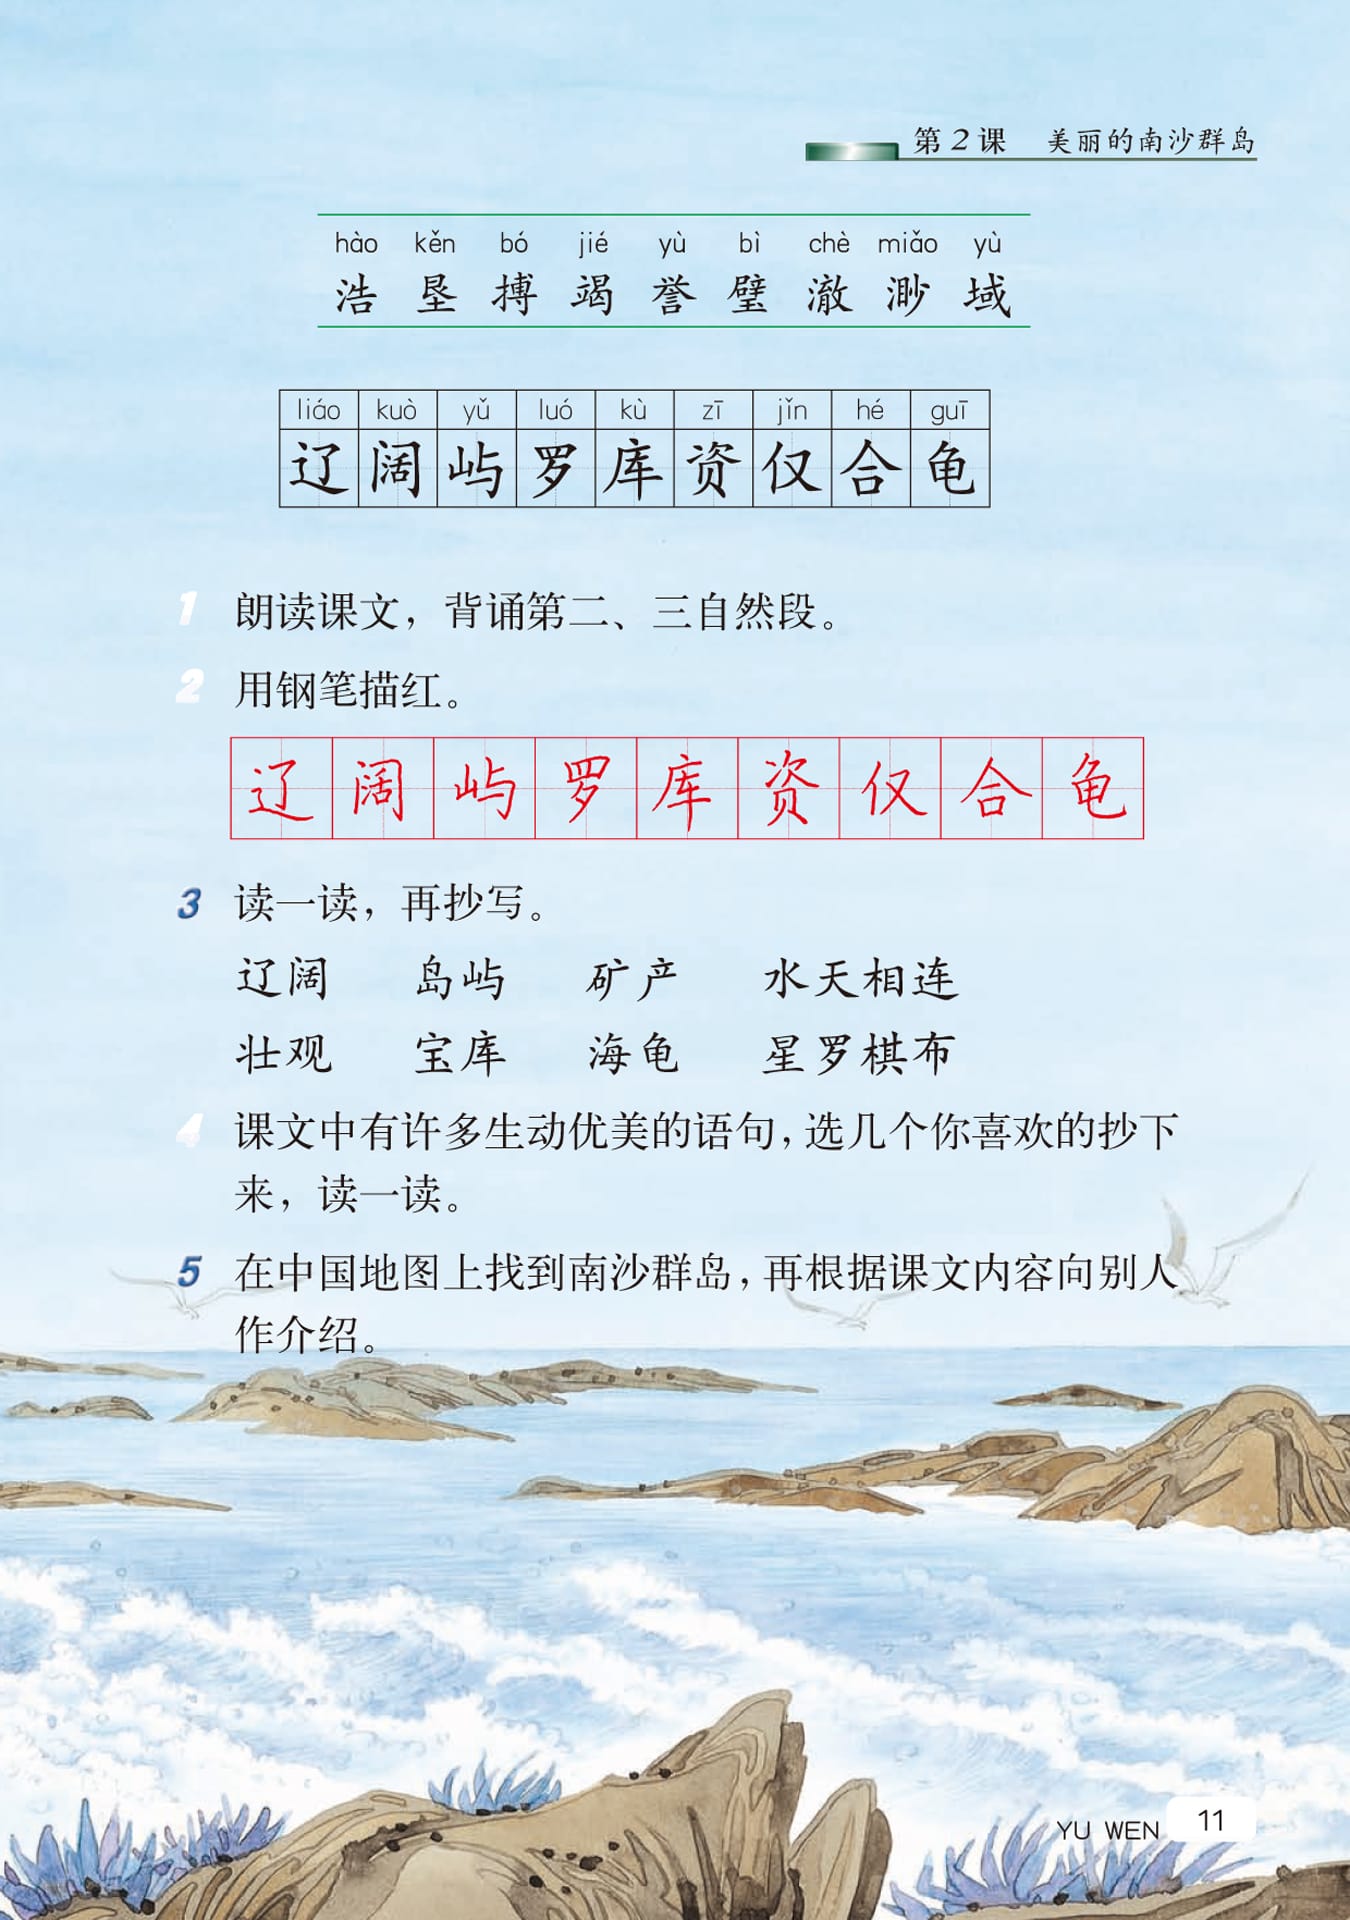 第2课 美丽的南沙群岛
hào kěn bó jié yù bì chè miǎo yù
浩 垦 搏 竭 誉 璧 澈 渺 域
liáo kuò yǔ luó kù zī jǐn hé guī
辽 阔 屿 罗 库 资 仅 合 龟
1 朗读课文，背诵第二、三自然段。
2 用钢笔描红。
辽 阔 屿 罗 库 资 仅 合 龟
3 读一读，再抄写。
辽阔 岛屿 矿产 水天相连
壮观 宝库 海龟 星罗棋布
4 课文中有许多生动优美的语句，选几个你喜欢的抄下
来，读一读。
5 在中国地图上找到南沙群岛，再根据课文内容向别人
作介绍。
YU WEN 11